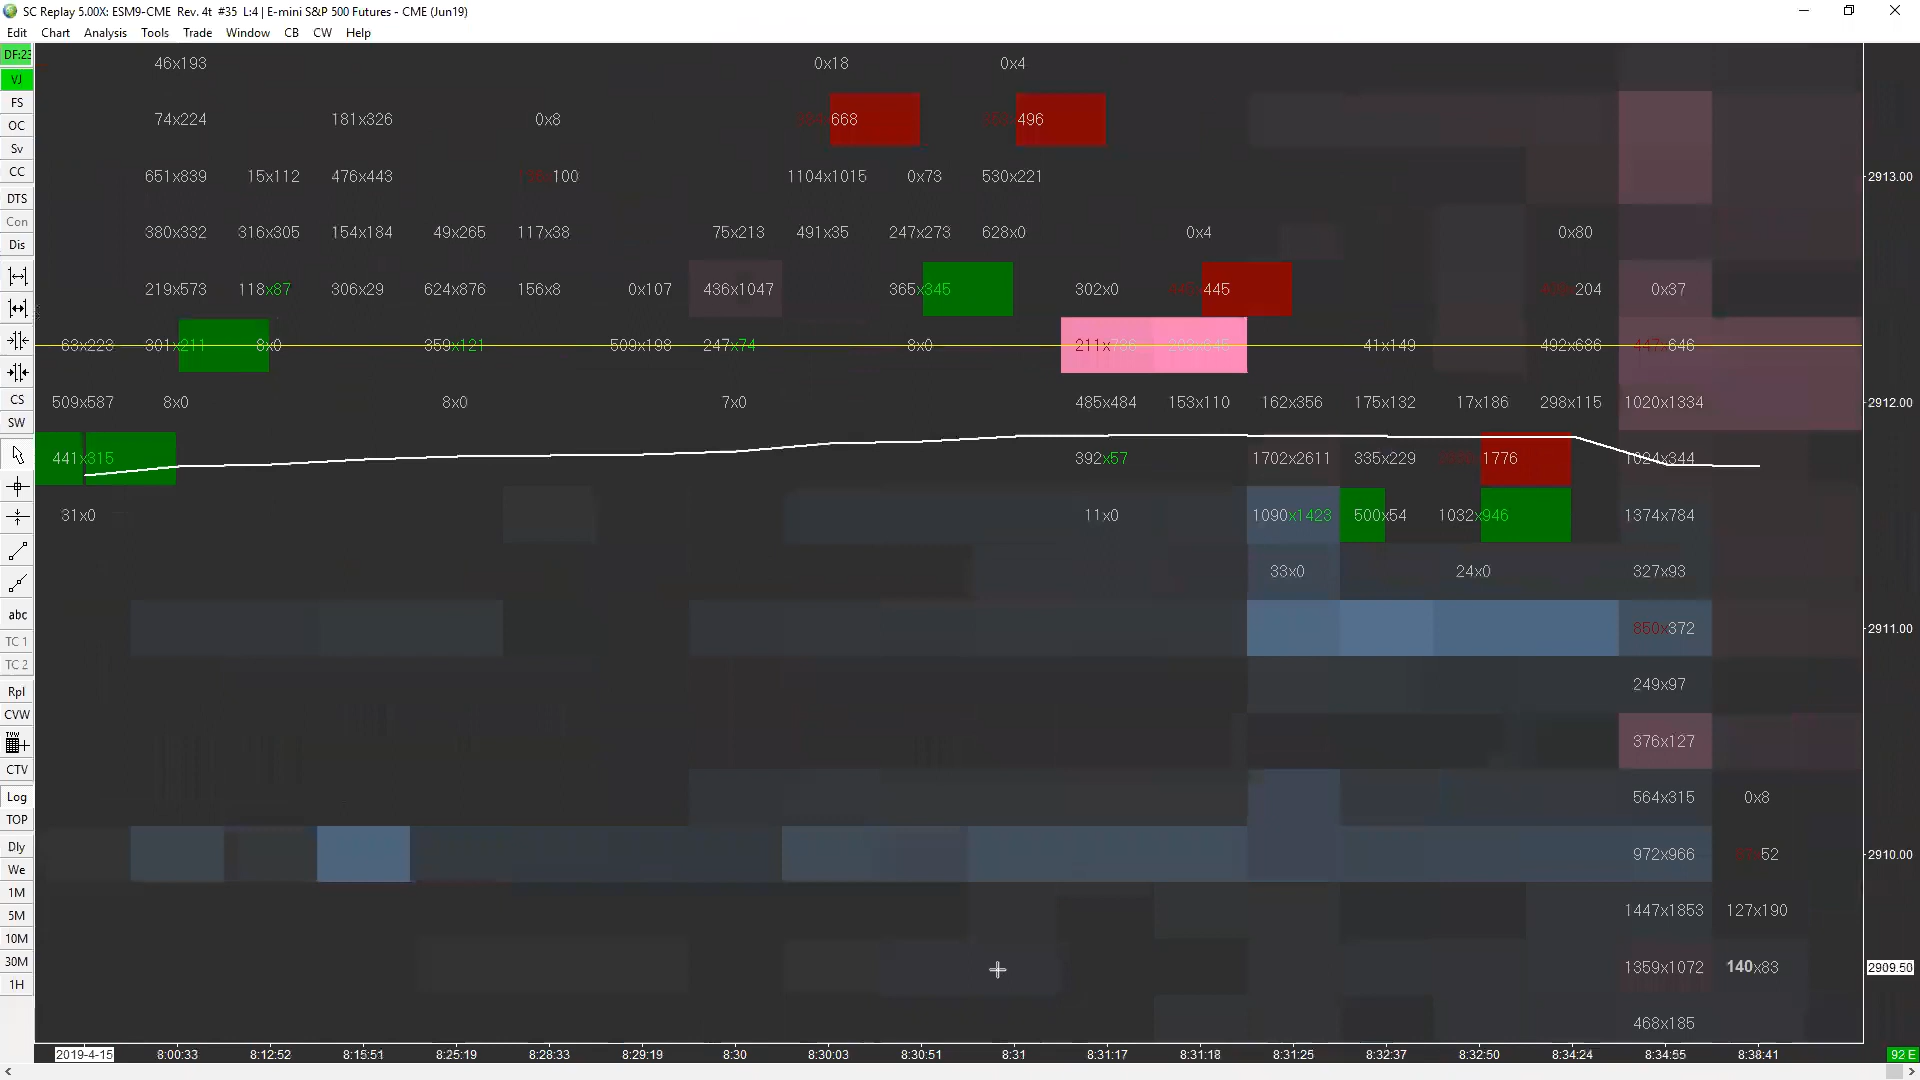 SC Replay 5.00X: ESM9-CME Rev. 4t #35 L:4 | E-mini S&P 500 Futures - CME (Jun19)
Edit Chart Analysis Tools Trade Window CB CW Help
DF:23
VJ
FS
OC
Sv
CC
DTS
Con
Dis
CS
SW
abc
TC 1
TC 2
Rpl
CVW
TVW
CTV
Log
TOP
Dly
We
1M
5M
10M
30M
1H
46x193 0x18 0x4
74x224 181x326 0x8 668 496
651x839 15x112 476x443 100 1104x1015 0x73 530x221 2913.00
380x332 316x305 154x184 49x265 117x38 75x213 491x35 247x273 628x0 0x4 0x80
219x573 118x87 306x29 624x876 156x8 0x107 436x1047 365x345 302x0 445 204 0x37
63x223 301x211 8x0 359x121 509x198 247x74 8x0 41x149 492x686 447x646
509x587 8x0 8x0 7x0 485x484 153x110 162x356 175x132 17x186 298x115 1020x1334 2912.00
441x315 392x57 1702x2611 335x229 1776 1024x344
31x0 11x0 1090x1423 500x54 1032x946 1374x784
33x0 24x0 327x93
850x372 2911.00
249x97
376x127
564x315 0x8
972x966 52 2910.00
1447x1853 127x190
1359x1072 140x83 2909.50
468x185
2019-4-15 8:00:33 8:12:52 8:15:51 8:25:19 8:28:33 8:29:19 8:30 8:30:03 8:30:51 8:31 8:31:17 8:31:18 8:31:25 8:32:37 8:32:50 8:34:24 8:34:55 8:38:41 92 E